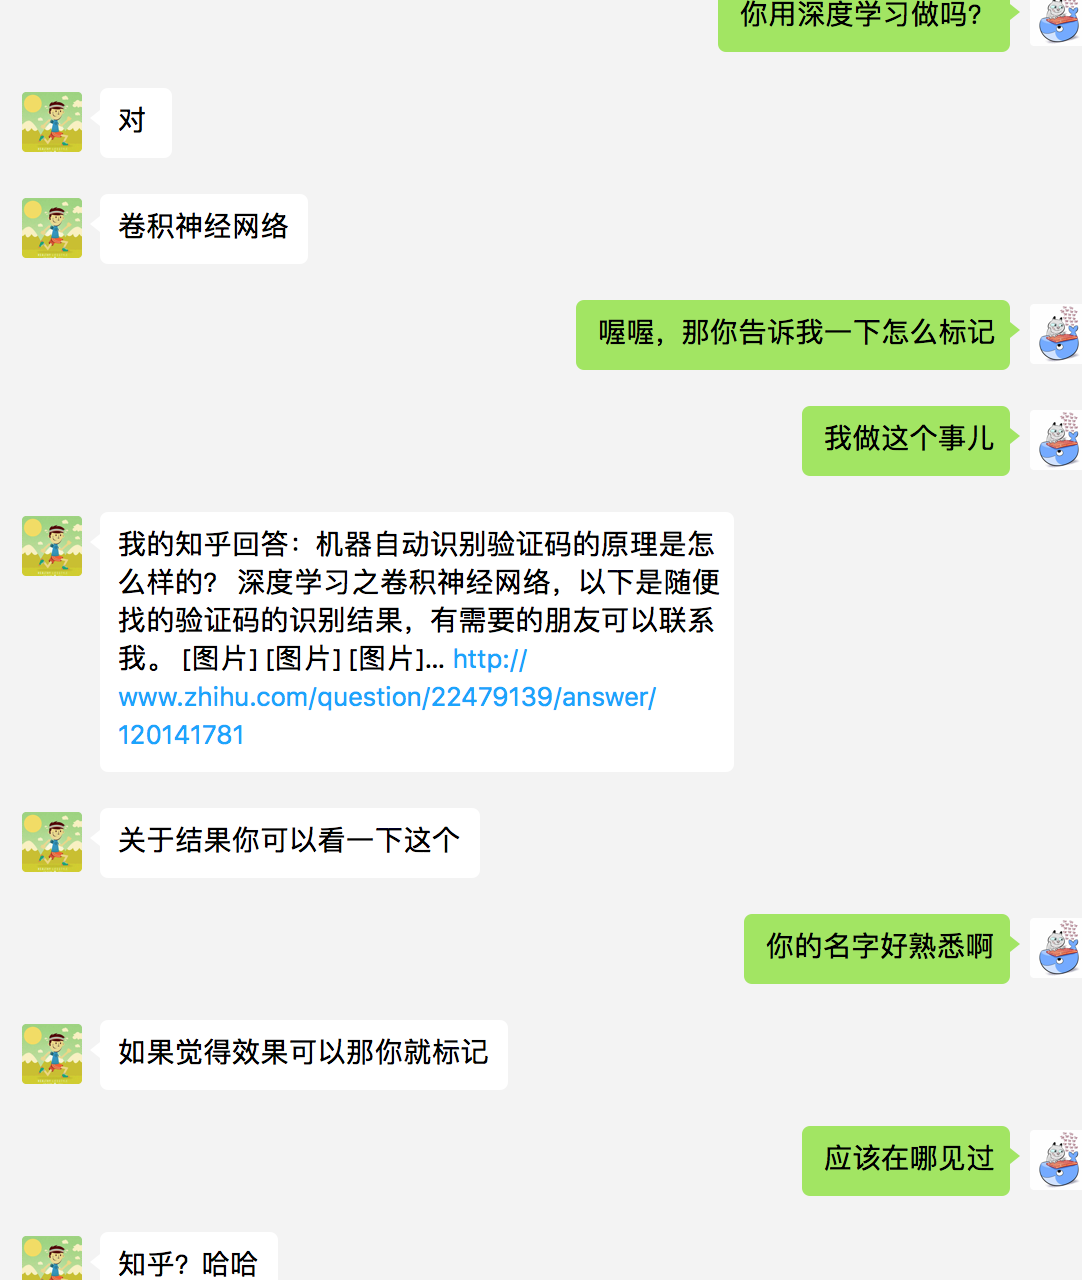 你用深度学习做吗？
对
卷积神经网络
喔喔，那你告诉我一下怎么标记
我做这个事儿
我的知乎回答：机器自动识别验证码的原理是怎
么样的？ 深度学习之卷积神经网络，以下是随便
找的验证码的识别结果，有需要的朋友可以联系
我。 [图片] [图片] [图片]... http://
www.zhihu.com/question/22479139/answer/
120141781
关于结果你可以看一下这个
你的名字好熟悉啊
如果觉得效果可以那你就标记
应该在哪见过
知乎？哈哈